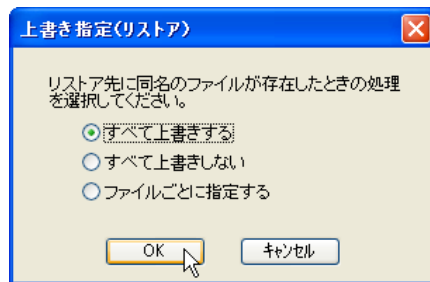 上書き指定(リストア)
リストア先に同名のファイルが存在したときの処理
を選択してください。
すべて上書きする
すべて上書きしない
ファイルごとに指定する
OK キャンセル